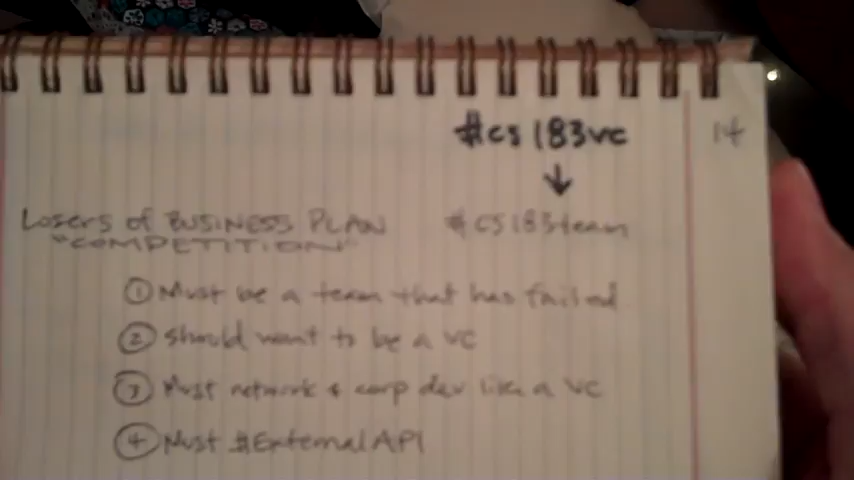 #cs183vc
14
↓
Losers of BUSINESS PLAN #cs183team
"COMPETITION"
① Must be a team that has failed
② Should want to be a VC
③ Must network & corp dev like a VC
④ Must #ExternalAPI